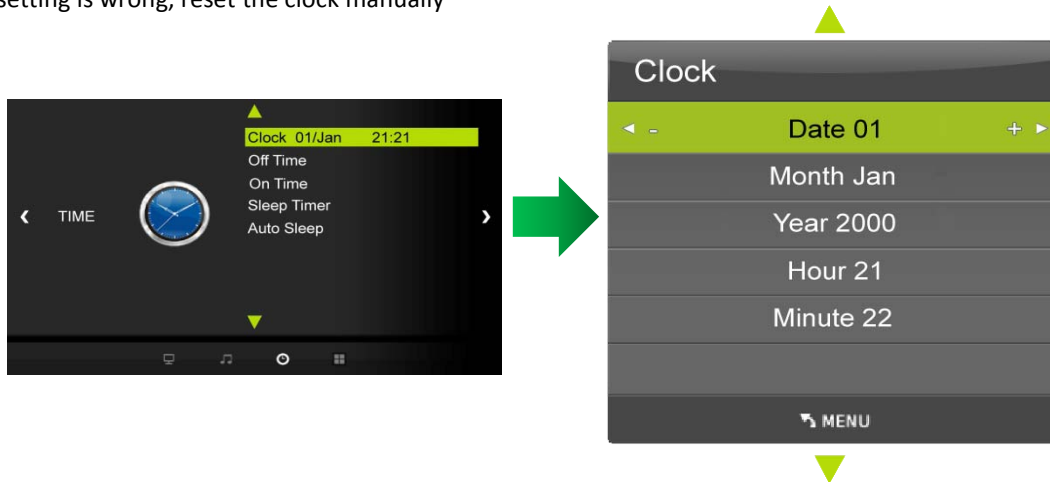 setting is wrong, reset the clock manually
TIME
Clock 01/Jan 21:21
Off Time
On Time
Sleep Timer
Auto Sleep
Clock
- Date 01 +
Month Jan
Year 2000
Hour 21
Minute 22
MENU